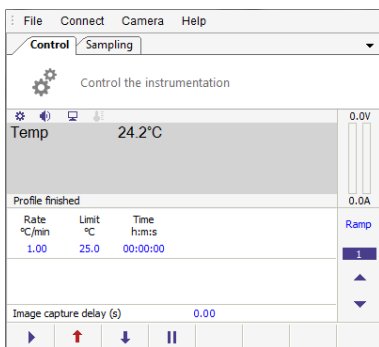 File Connect Camera Help
Control Sampling
Control the instrumentation
0.0V
Temp 24.2°C
Profile finished
0.0A
Rate Limit Time Ramp
°C/min °C h:m:s
1.00 25.0 00:00:00
1
Image capture delay (s) 0.00